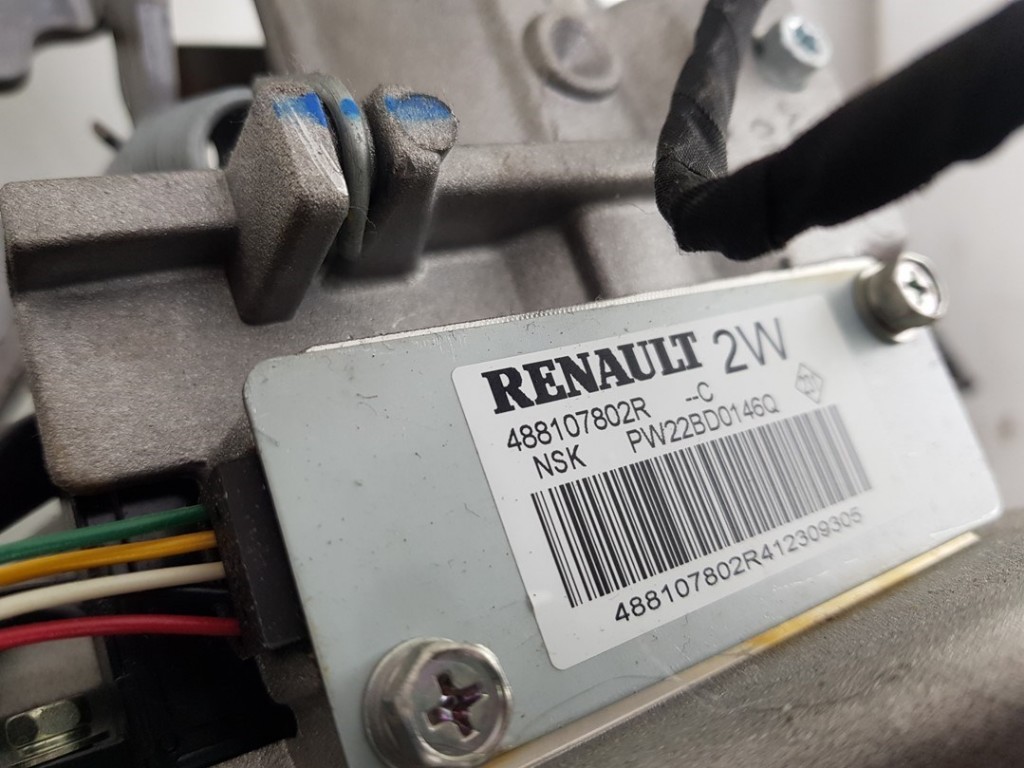 RENAULT 2W
488107802R --C
NSK PW22BD0146Q
488107802R412309305